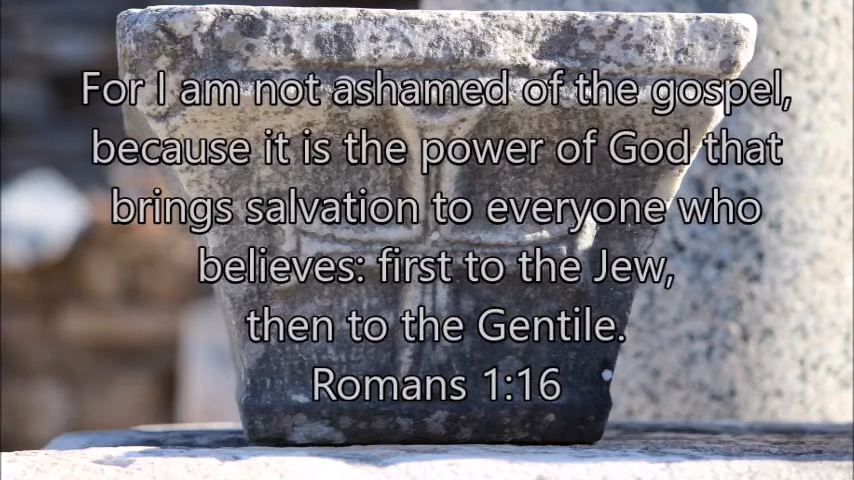 For I am not ashamed of the gospel,
because it is the power of God that
brings salvation to everyone who
believes: first to the Jew,
then to the Gentile.
Romans 1:16